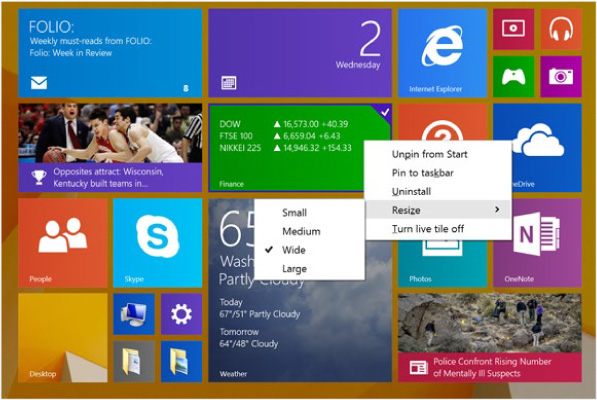 FOLIO:
Weekly must-reads from FOLIO:
Folio: Week in Review
8
2
Wednesday
Internet Explorer
Opposites attract: Wisconsin,
Kentucky built teams in...
DOW ▲ 16,573.00 +40.39
FTSE 100 ▲ 6,659.04 +6.43
NIKKEI 225 ▲ 14,946.32 +154.33
Finance
?
OneDrive
Unpin from Start
Pin to taskbar
Uninstall
Resize
Turn live tile off
Small
Medium
Wide
Large
People
S
Skype
65
Wash
Partly Cloudy
Today
67°/51° Partly Cloudy
Tomorrow
64°/48° Cloudy
Weather
Photos
N
OneNote
Desktop
Police Confront Rising Number
of Mentally Ill Suspects